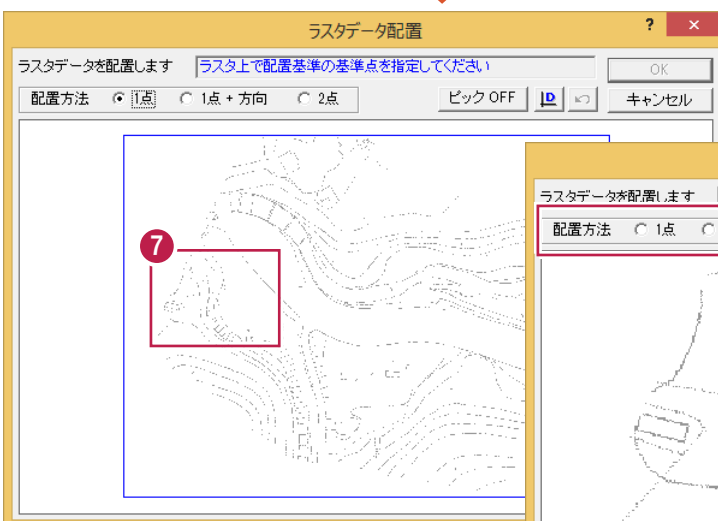 ラスタデータ配置
? ×
ラスタデータを配置します ラスタ上で配置基準の基準点を指定してください OK
配置方法 1点 1点 + 方向 2点 ピック OFF D キャンセル
7
ラスタデータを配置します
配置方法 1点